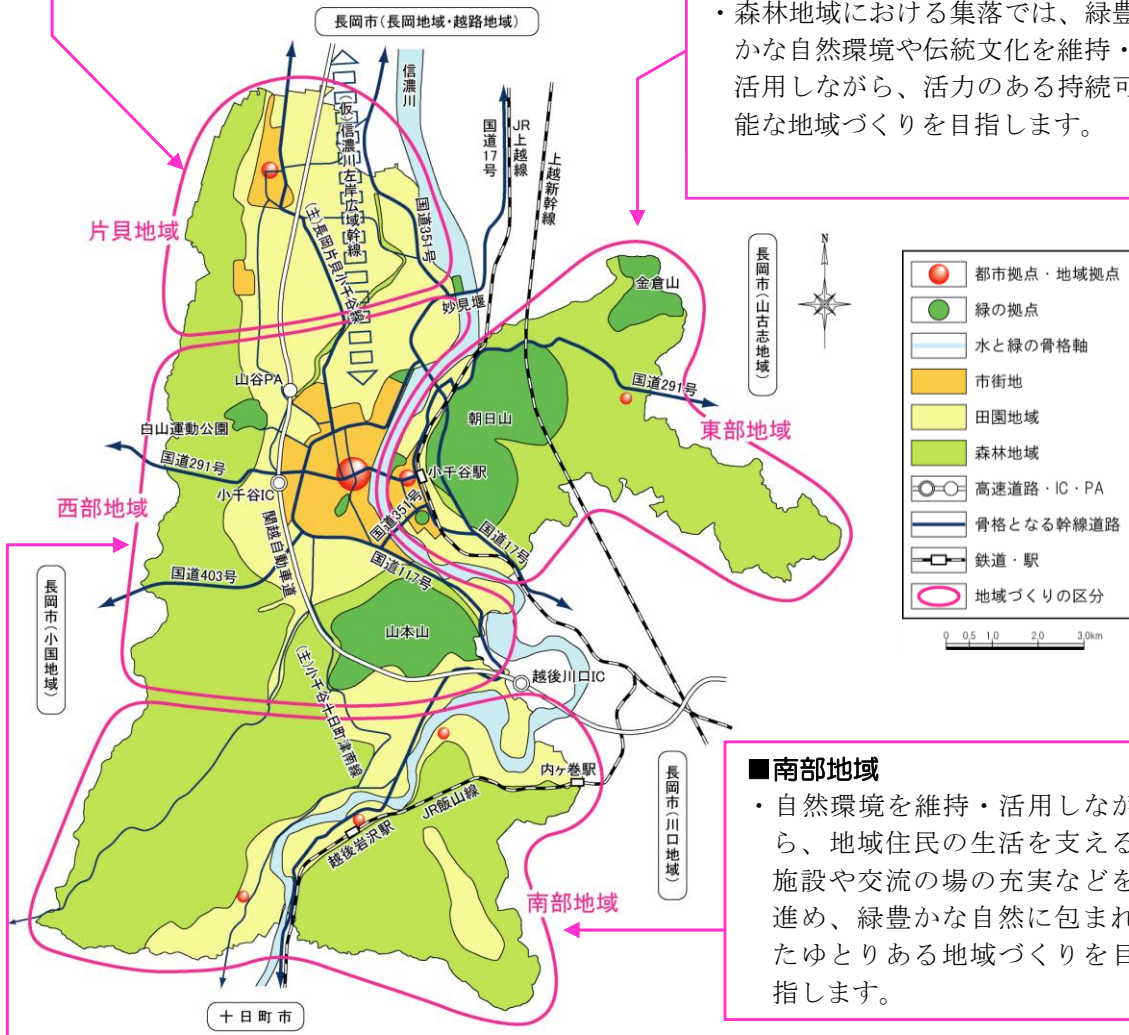 ・森林地域における集落では、緑豊
かな自然環境や伝統文化を維持・
活用しながら、活力のある持続可
能な地域づくりを目指します。
長岡市(長岡地域・越路地域)
信濃川
(仮)信濃川左岸広域幹線
国道17号
JR上越線
上越新幹線
国道351号
(主)長岡片貝小千谷線
片貝地域
妙見堰
金倉山
長岡市(山古志地域)
N
都市拠点・地域拠点
緑の拠点
水と緑の骨格軸
市街地
田園地域
森林地域
高速道路・IC・PA
骨格となる幹線道路
鉄道・駅
地域づくりの区分
0 0.5 1.0 2.0 3.0km
山谷PA
朝日山
国道291号
東部地域
白山運動公園
国道291号
小千谷駅
小千谷IC
西部地域
国道351号
関越自動車道
国道17号
国道117号
国道403号
長岡市(小国地域)
山本山
(主)小千谷十日町津南線
越後川口IC
内ヶ巻駅
長岡市(川口地域)
JR飯山線
越後岩沢駅
南部地域
十日町市
■南部地域
・自然環境を維持・活用しなが
ら、地域住民の生活を支える
施設や交流の場の充実などを
進め、緑豊かな自然に包まれ
たゆとりある地域づくりを目
指します。